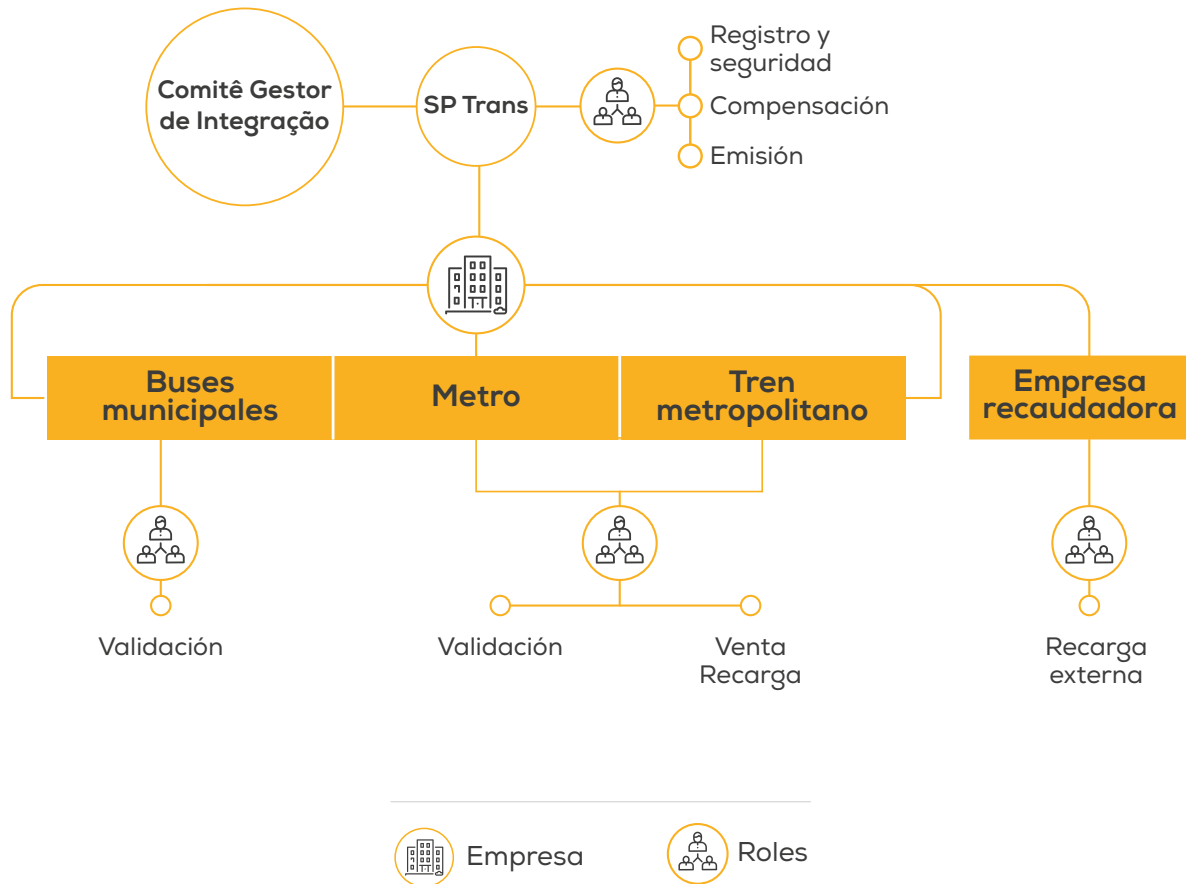 Comitê Gestor
de Integração
SP Trans
Registro y
seguridad
Compensación
Emisión
Buses
municipales
Metro
Tren
metropolitano
Empresa
recaudadora
Validación
Validación
Venta
Recarga
Recarga
externa
Empresa
Roles